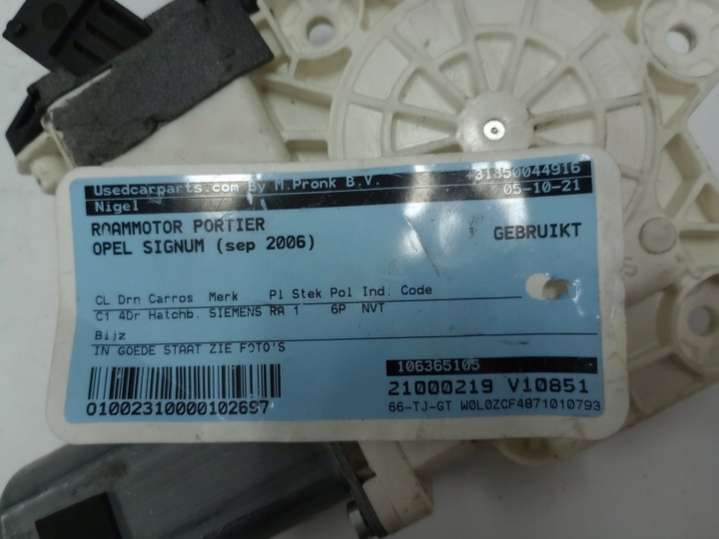 Usedcarparts.com By M.Pronk B.V. +31850044916
Nigel 05-10-21
RAAMMOTOR PORTIER
OPEL SIGNUM (sep 2006) GEBRUIKT
CL Drn Carros Merk Pl Stek Pol Ind. Code
C1 4Dr Hatchb. SIEMENS RA 1 6P NVT
Bijz
IN GOEDE STAAT ZIE FOTO'S
106365105
21000219 V10851
01002310000102697
66-TJ-GT W0L0ZCF4871010793